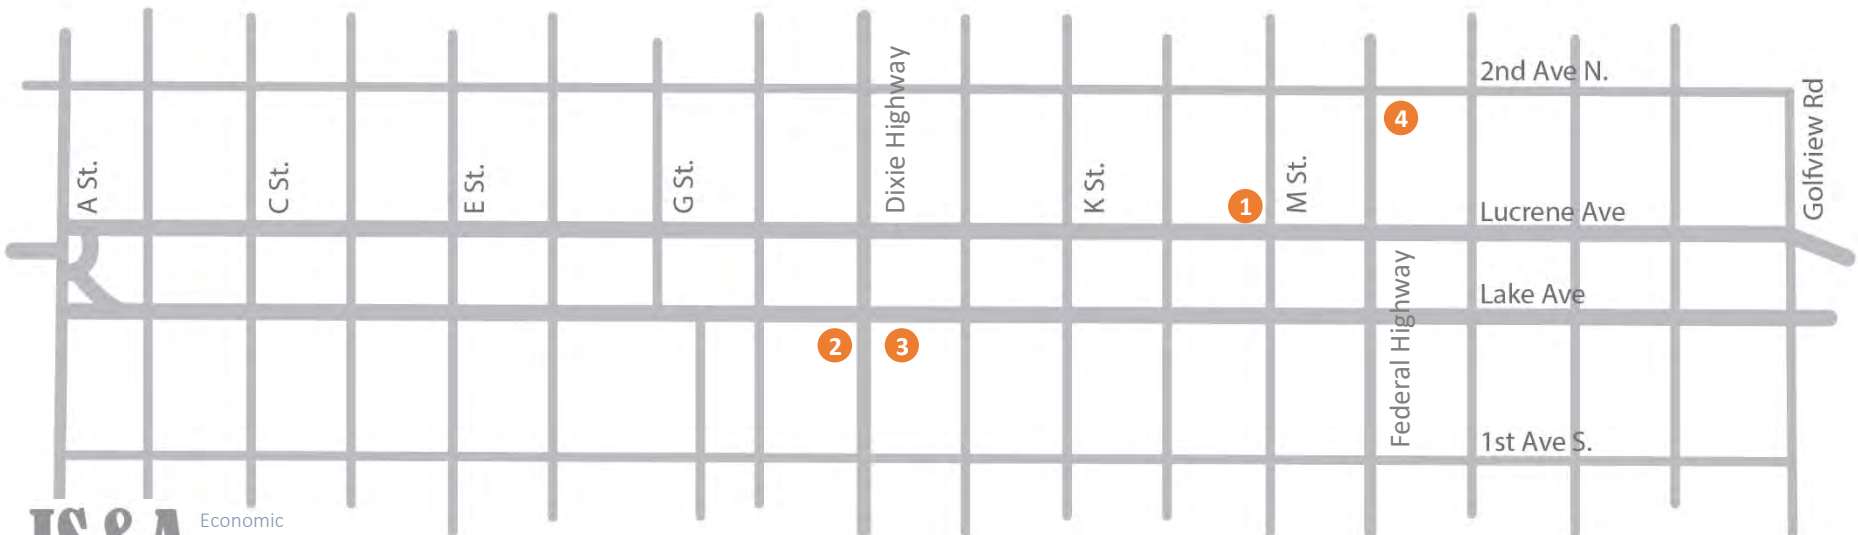 2nd Ave N.
4
Dixie Highway
Golfview Rd
A St.
C St.
E St.
G St.
K St.
M St.
1
Lucrene Ave
Federal Highway
Lake Ave
2
3
1st Ave S.
Economic